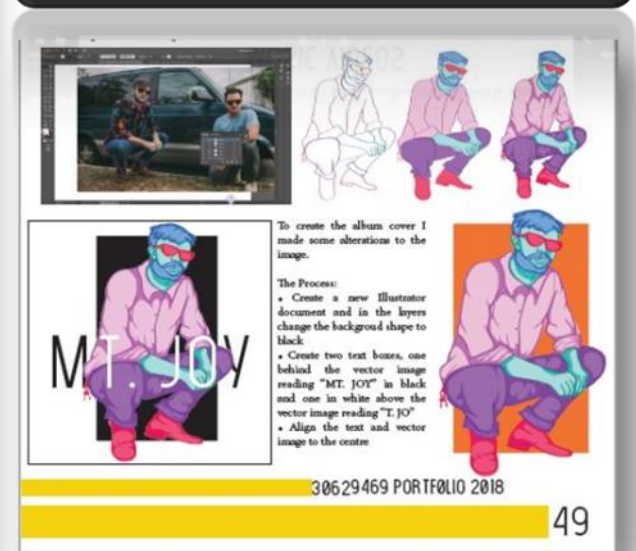 To create the album cover I
made some alterations to the
image.
The Process:
• Create a new Illustrator
document and in the layers
change the backgroud shape to
black
• Create two text boxes, one
behind the vector image
reading "MT. JOY" in black
and one in white above the
vector image reading "T. JO"
• Align the text and vector
image to the centre
MT. JOY
30629469 PORTFOLIO 2018
49